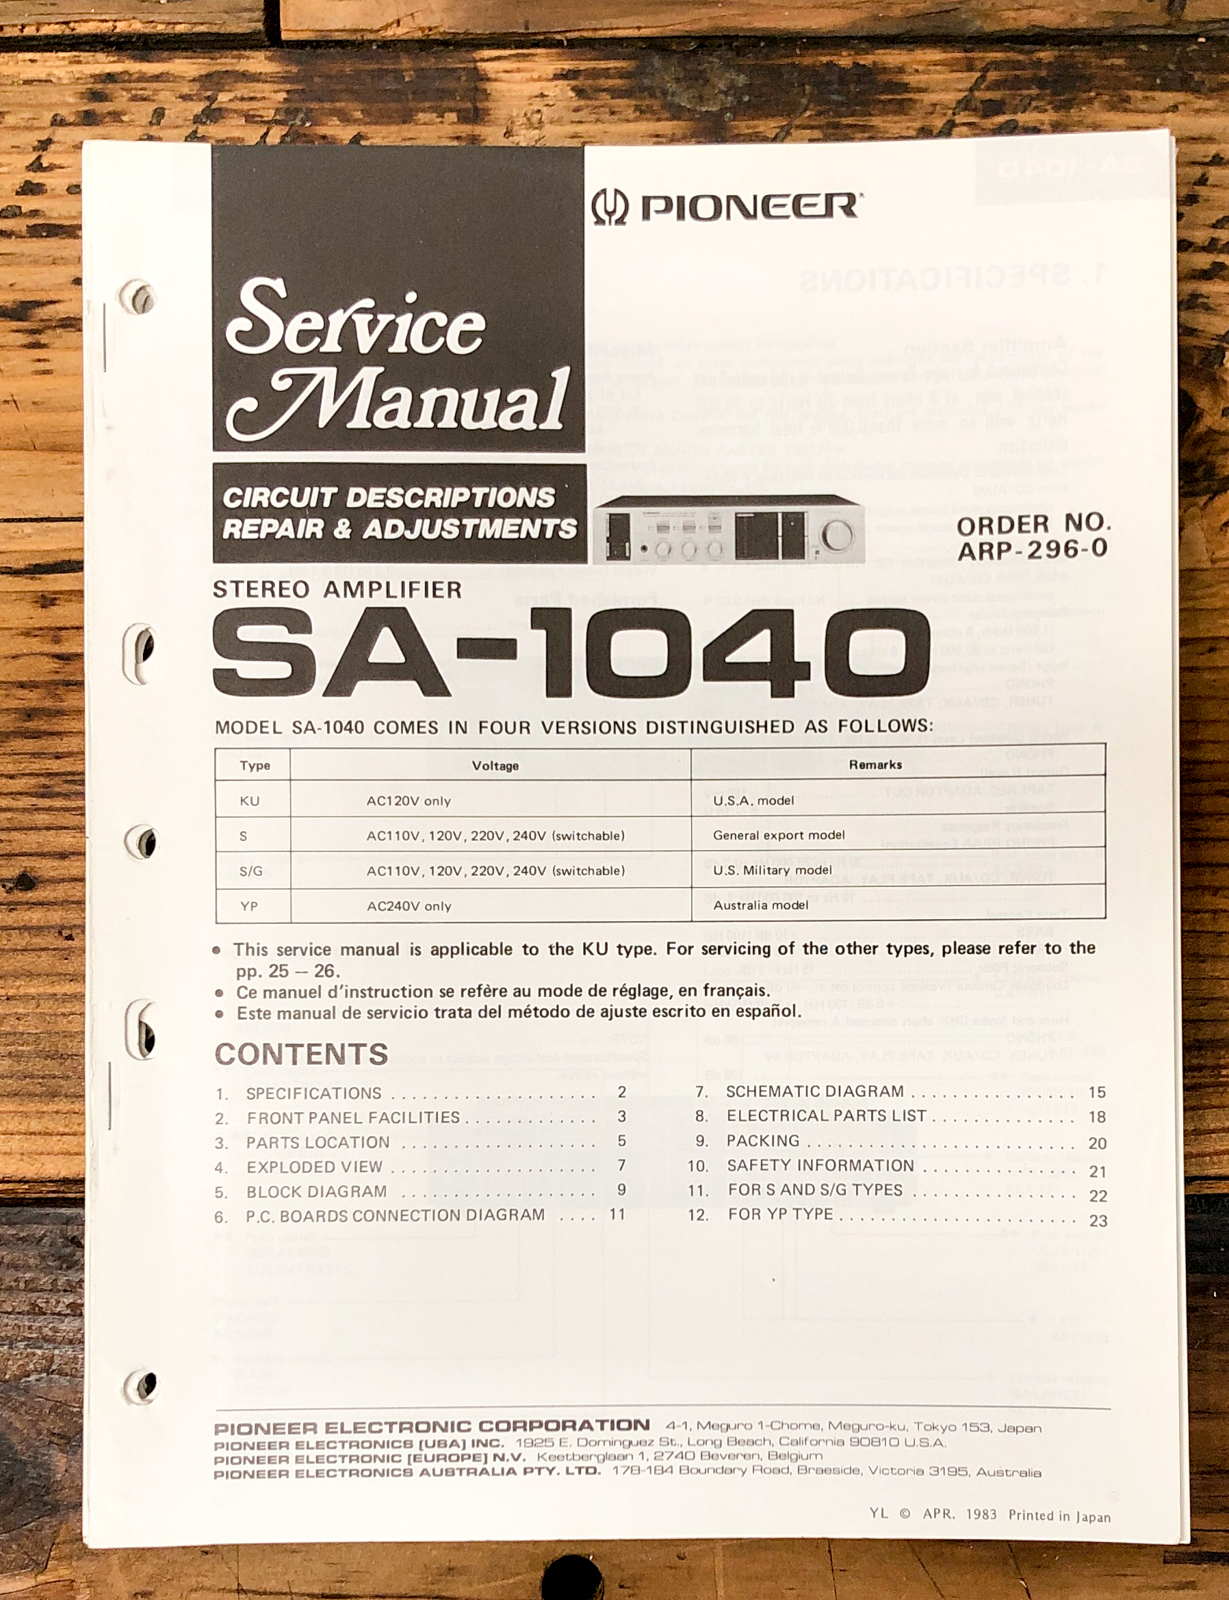 PIONEER
Service
Manual
CIRCUIT DESCRIPTIONS
REPAIR & ADJUSTMENTS
ORDER NO.
ARP-296-0
STEREO AMPLIFIER
SA-1040
MODEL SA-1040 COMES IN FOUR VERSIONS DISTINGUISHED AS FOLLOWS:
Type Voltage Remarks
KU AC120V only U.S.A. model
S AC110V, 120V, 220V, 240V (switchable) General export model
S/G AC110V, 120V, 220V, 240V (switchable) U.S. Military model
YP AC240V only Australia model
● This service manual is applicable to the KU type. For servicing of the other types, please refer to the
pp. 25 – 26.
● Ce manuel d'instruction se refère au mode de réglage, en français.
● Este manual de servicio trata del método de ajuste escrito en español.
CONTENTS
1. SPECIFICATIONS ..................... 2
2. FRONT PANEL FACILITIES .............. 3
3. PARTS LOCATION .................... 5
4. EXPLODED VIEW ..................... 7
5. BLOCK DIAGRAM .................... 9
6. P.C. BOARDS CONNECTION DIAGRAM .... 11
7. SCHEMATIC DIAGRAM ................. 15
8. ELECTRICAL PARTS LIST ............... 18
9. PACKING ........................... 20
10. SAFETY INFORMATION ................ 21
11. FOR S AND S/G TYPES ................. 22
12. FOR YP TYPE ........................ 23
PIONEER ELECTRONIC CORPORATION 4-1, Meguro 1-Chome, Meguro-ku, Tokyo 153, Japan
PIONEER ELECTRONICS [USA] INC. 1925 E. Dominguez St., Long Beach, California 90810 U.S.A.
PIONEER ELECTRONIC [EUROPE] N.V. Keetberglaan 1, 2740 Beveren, Belgium
PIONEER ELECTRONICS AUSTRALIA PTY. LTD. 178-184 Boundary Road, Braeside, Victoria 3195, Australia
YL © APR. 1983 Printed in Japan